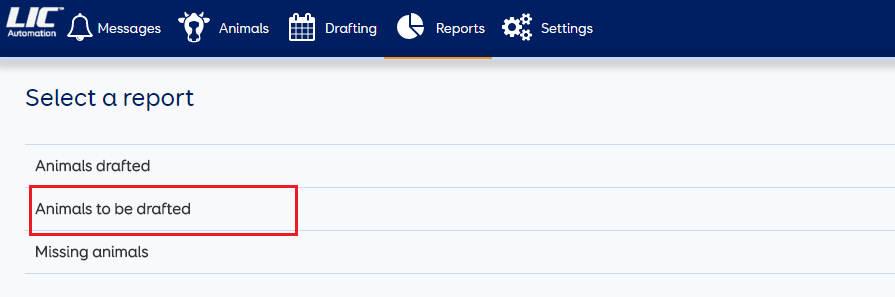 LIC™
Automation
Messages
Animals
Drafting
Reports
Settings
Select a report
Animals drafted
Animals to be drafted
Missing animals